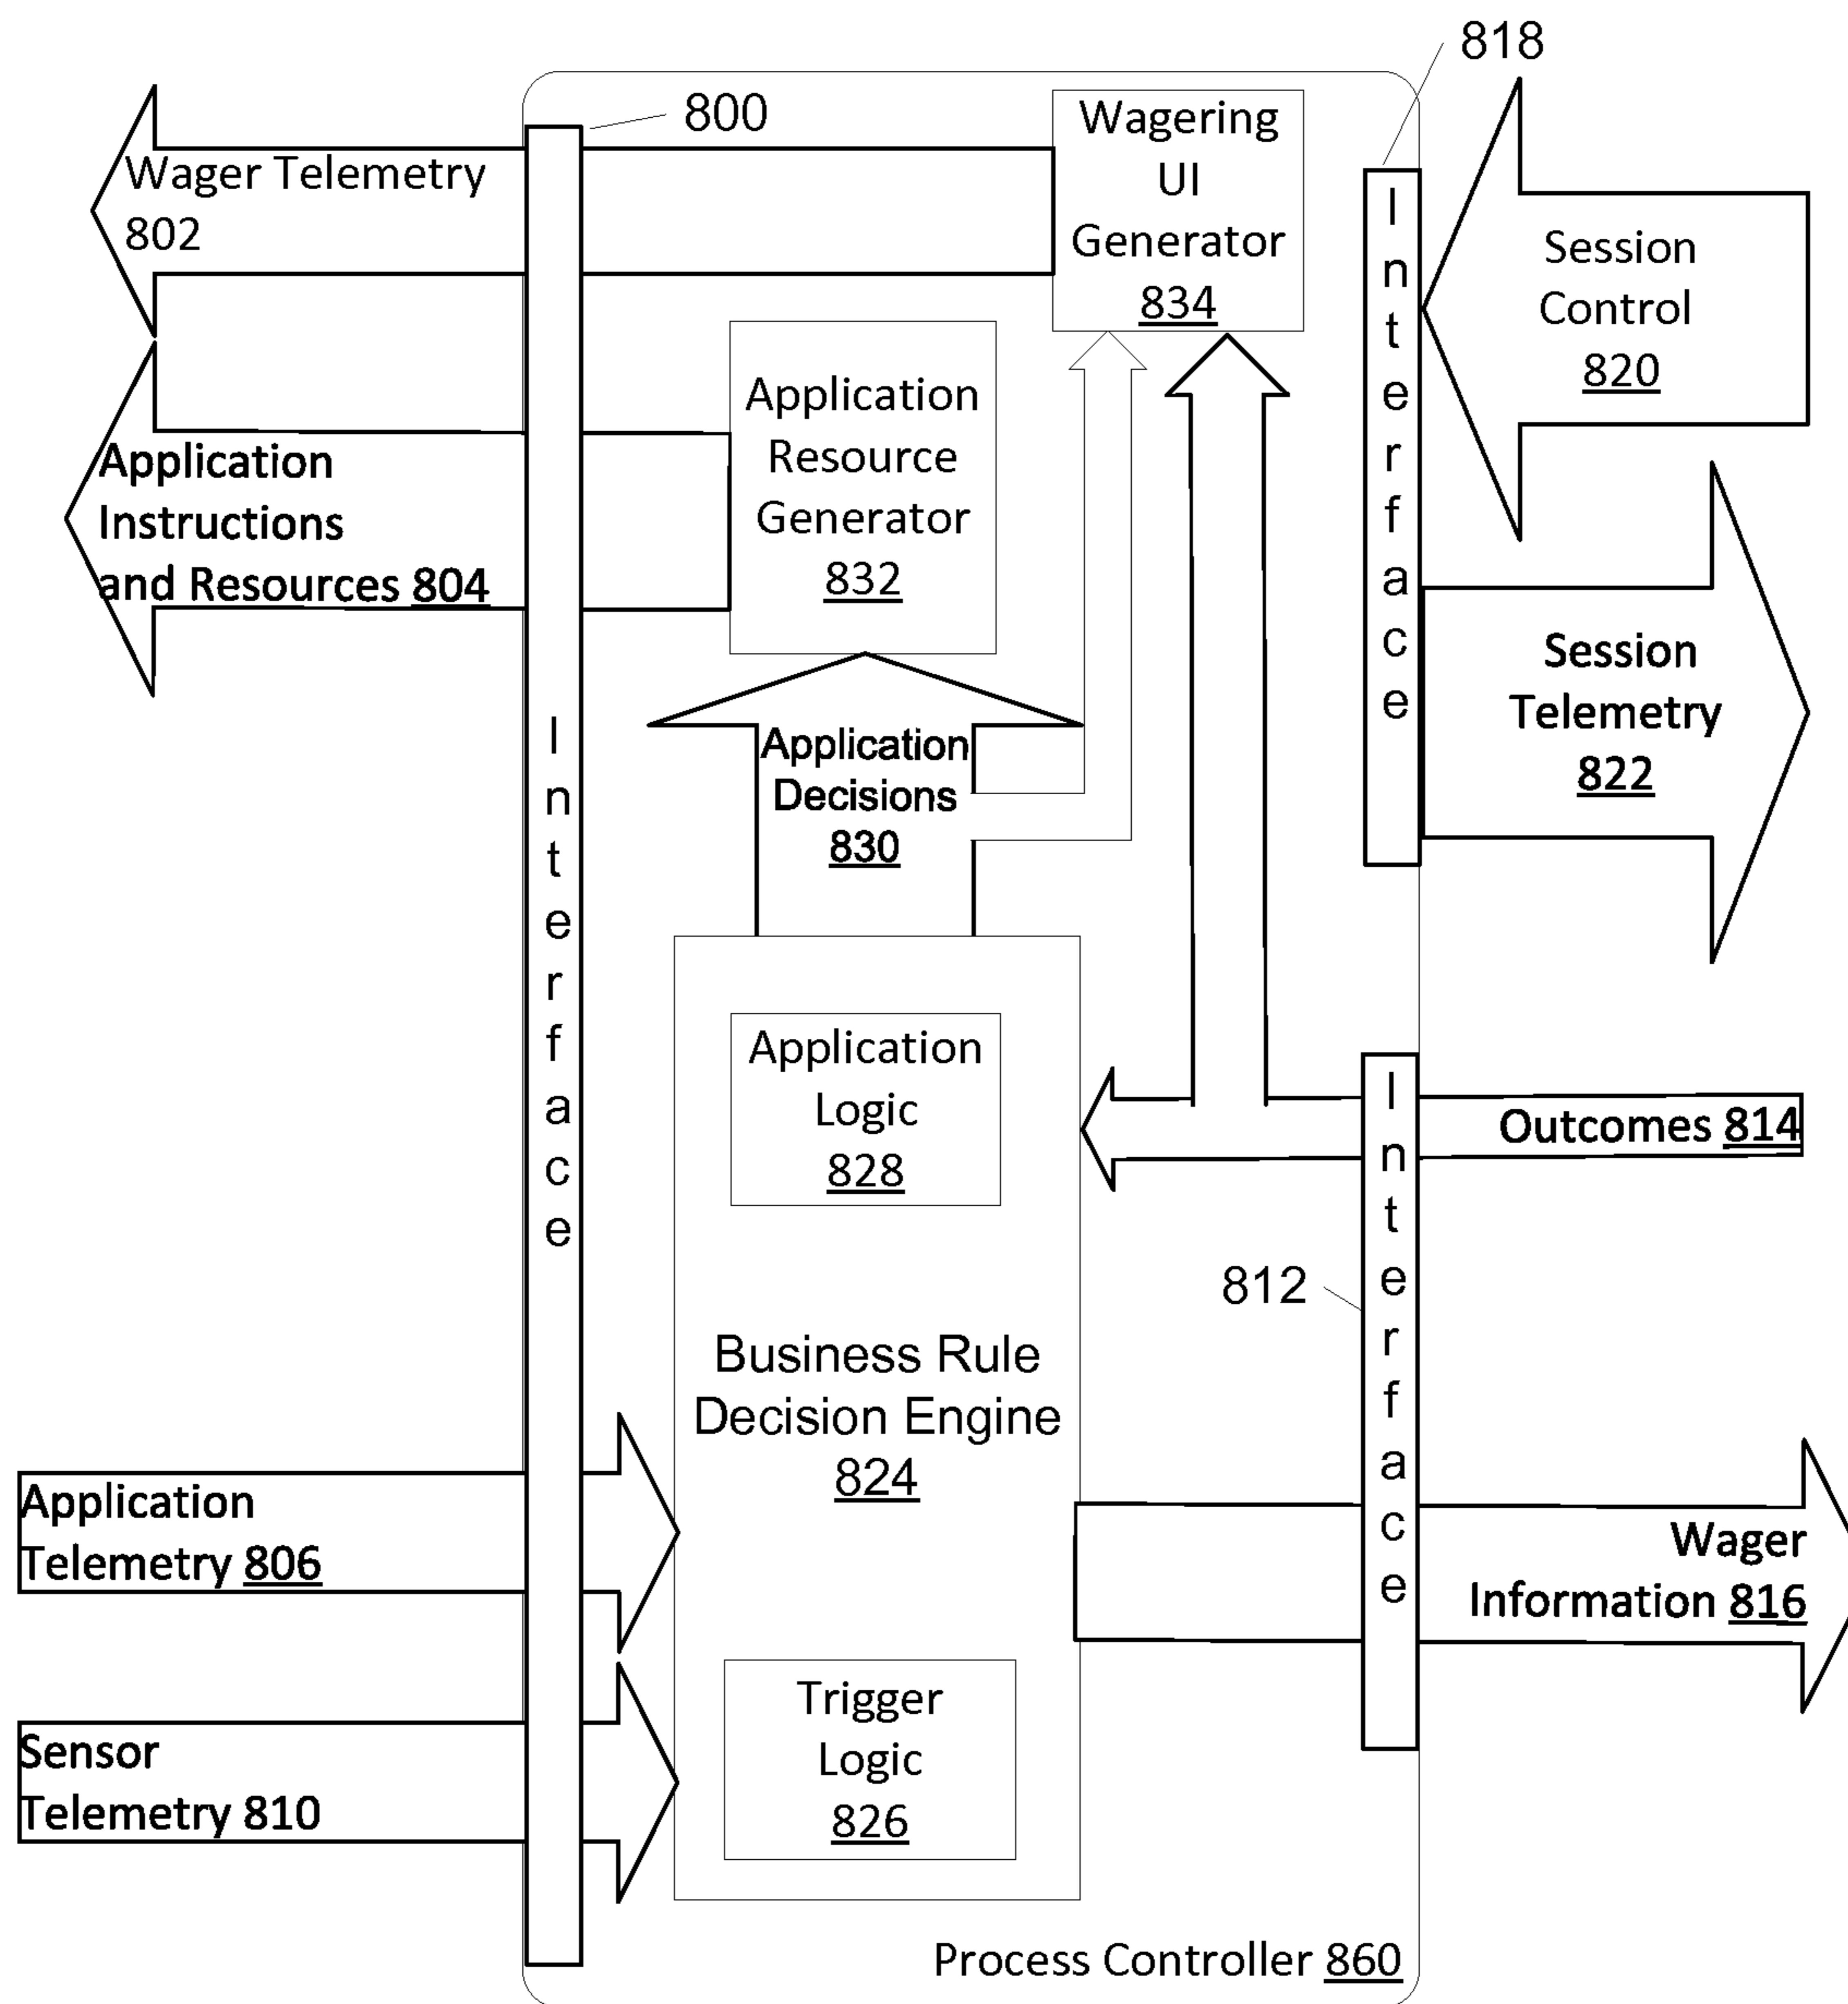 818
800
Wagering
UI
Generator
834
Wager Telemetry
802
Interface
Session
Control
820
Application
Resource
Generator
832
Application
Instructions
and Resources 804
Session
Telemetry
822
Interface
Application
Decisions
830
Application
Logic
828
Interface
Outcomes 814
812
Business Rule
Decision Engine
824
Application
Telemetry 806
Wager
Information 816
Trigger
Logic
826
Sensor
Telemetry 810
Process Controller 860